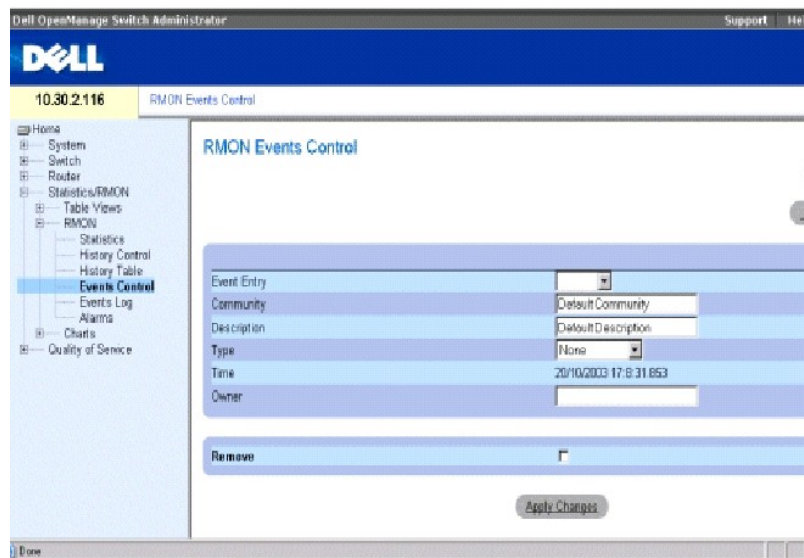 Dell OpenManage Switch Administrator
Support
DELL
10.30.2.116
RMON Events Control
Home
System
Switch
Router
Statistics/RMON
Table Views
RMON
Statistics
History Control
History Table
Events Control
Events Log
Alarms
Charts
Quality of Service
RMON Events Control
Event Entry
Community
Default Community
Description
Default Description
Type
None
Time
20/10/2003 17:8:31.853
Owner
Remove
Apply Changes
Done